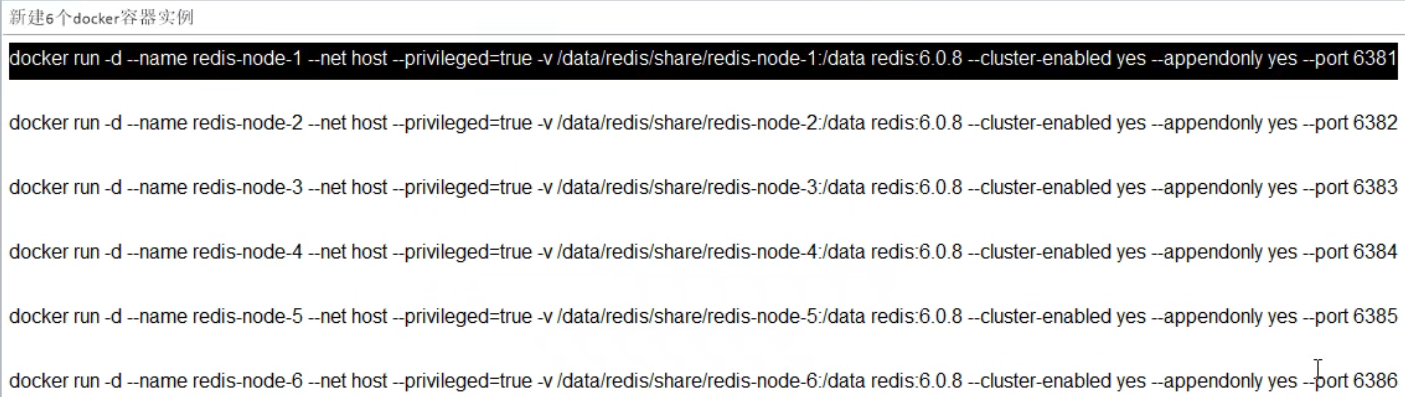 新建6个docker容器实例
docker run -d --name redis-node-1 --net host --privileged=true -v /data/redis/share/redis-node-1:/data redis:6.0.8 --cluster-enabled yes --appendonly yes --port 6381
docker run -d --name redis-node-2 --net host --privileged=true -v /data/redis/share/redis-node-2:/data redis:6.0.8 --cluster-enabled yes --appendonly yes --port 6382
docker run -d --name redis-node-3 --net host --privileged=true -v /data/redis/share/redis-node-3:/data redis:6.0.8 --cluster-enabled yes --appendonly yes --port 6383
docker run -d --name redis-node-4 --net host --privileged=true -v /data/redis/share/redis-node-4:/data redis:6.0.8 --cluster-enabled yes --appendonly yes --port 6384
docker run -d --name redis-node-5 --net host --privileged=true -v /data/redis/share/redis-node-5:/data redis:6.0.8 --cluster-enabled yes --appendonly yes --port 6385
docker run -d --name redis-node-6 --net host --privileged=true -v /data/redis/share/redis-node-6:/data redis:6.0.8 --cluster-enabled yes --appendonly yes --port 6386